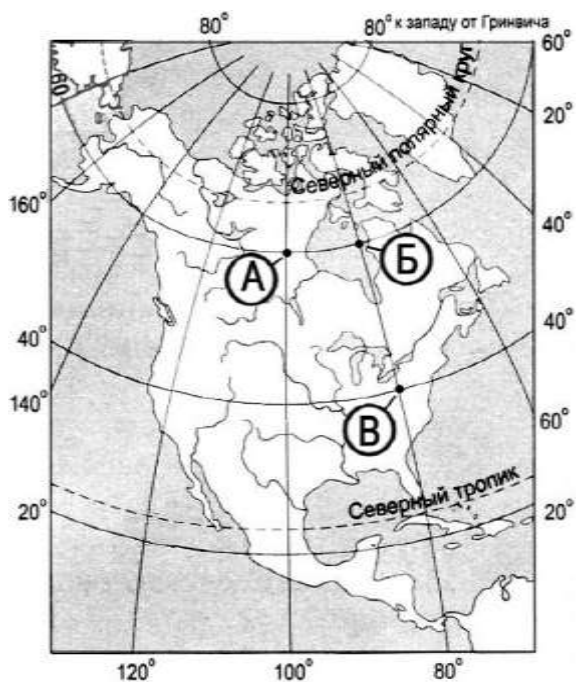 80° 80° к западу от Гринвича
60°
60
20°
Северный полярный круг
160°
40°
А Б
40° 40°
140° В 60°
Северный тропик
20° 20°
120° 100° 80°